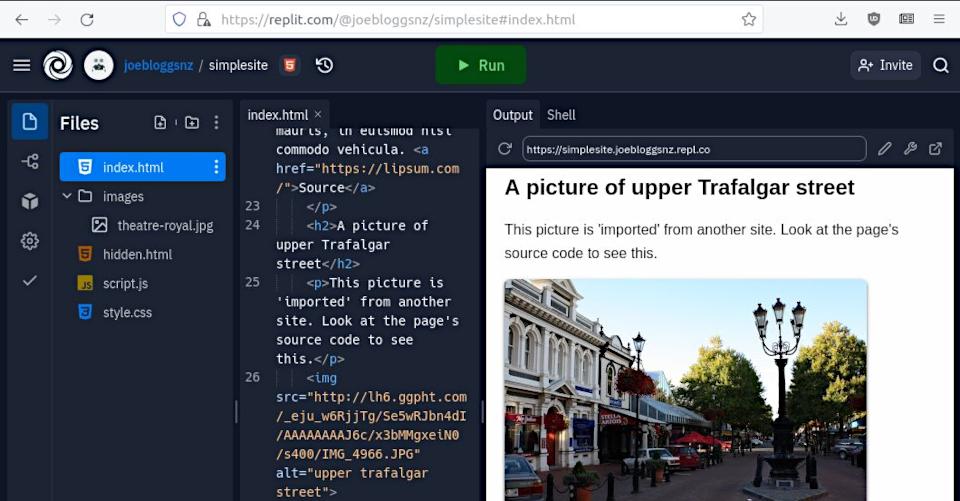 https://replit.com/@joebloggsnz/simplesite#index.html
joebloggsnz / simplesite
Run
Invite
Files
index.html
images
theatre-royal.jpg
hidden.html
script.js
style.css
index.html ×
mauris, in euismod nisl
commodo vehicula. <a
href="https://lipsum.com
/">Source</a>
23 </p>
24 <h2>A picture of
upper Trafalgar
street</h2>
25 <p>This picture is
'imported' from another
site. Look at the page's
source code to see
this.</p>
26 <img
src="http://lh6.ggpht.com
/_eju_w6RjjTg/Se5wRJbn4dI
/AAAAAAAAJ6c/x3bMMgxeiN0
/s400/IMG_4966.JPG"
alt="upper trafalgar
street">
Output Shell
https://simplesite.joebloggsnz.repl.co
A picture of upper Trafalgar street
This picture is 'imported' from another site. Look at the page's
source code to see this.
STELLA
ARTOIS